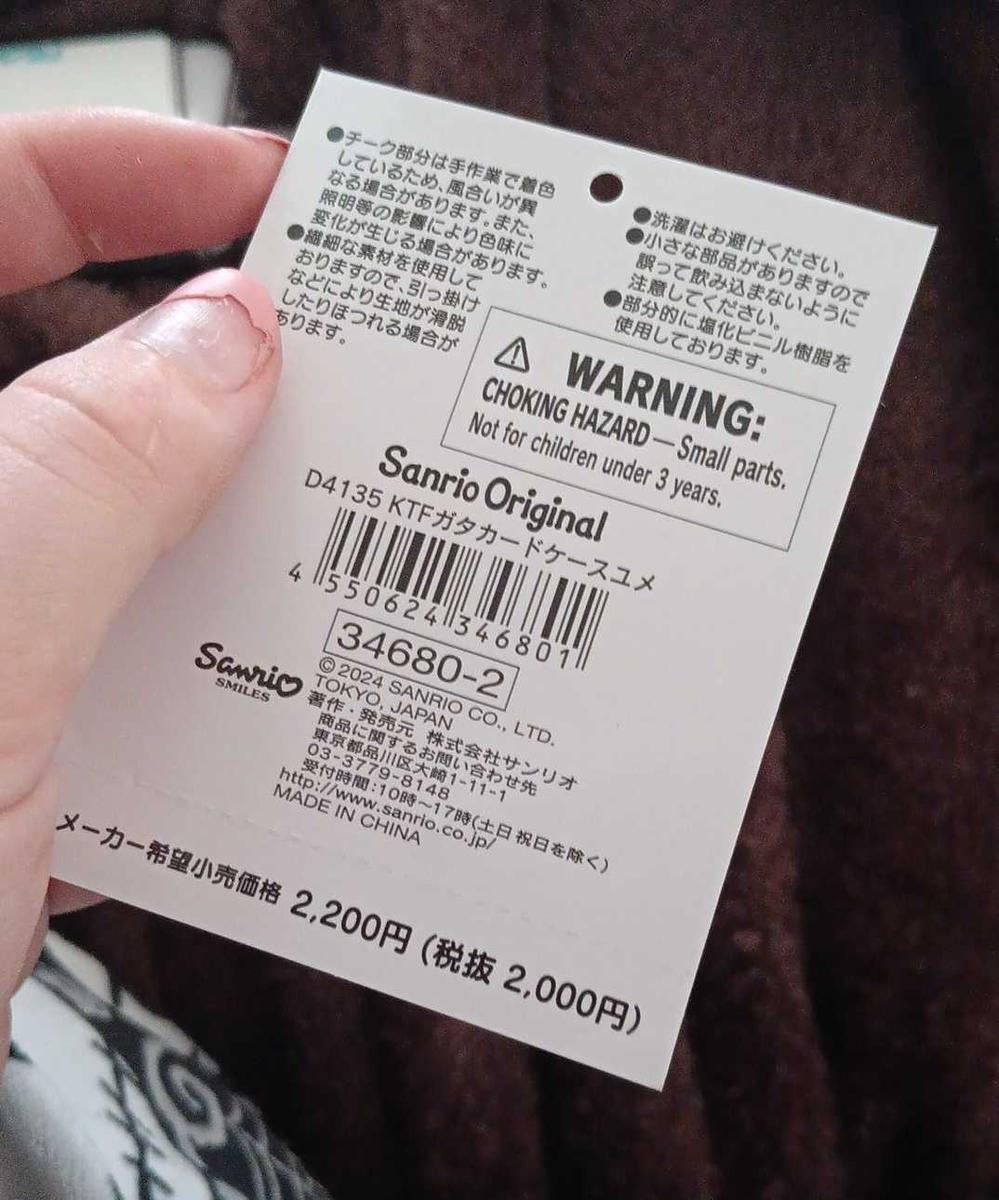 ●チーク部分は手作業で着色
しているため、風合いが異
なる場合があります。また、
照明等の影響により色味に
変化が生じる場合があります。
●繊細な素材を使用して
おりますので、引っ掛け
などにより生地が滑脱
したりほつれる場合が
あります。
●洗濯はお避けください。
●小さな部品がありますので
誤って飲み込まないように
注意してください。
●部分的に塩化ビニル樹脂を
使用しております。
⚠ WARNING:
CHOKING HAZARD — Small parts.
Not for children under 3 years.
Sanrio Original
D4135 KTFガタカードケースユメ
4 550624 346801
34680-2
Sanrio
SMILES
© 2024 SANRIO CO., LTD.
TOKYO, JAPAN
著作・発売元 株式会社サンリオ
商品に関するお問い合わせ先
東京都品川区大崎1-11-1
03-3779-8148
受付時間:10時~17時(土日祝日を除く)
http://www.sanrio.co.jp/
MADE IN CHINA
メーカー希望小売価格 2,200円 (税抜 2,000円)